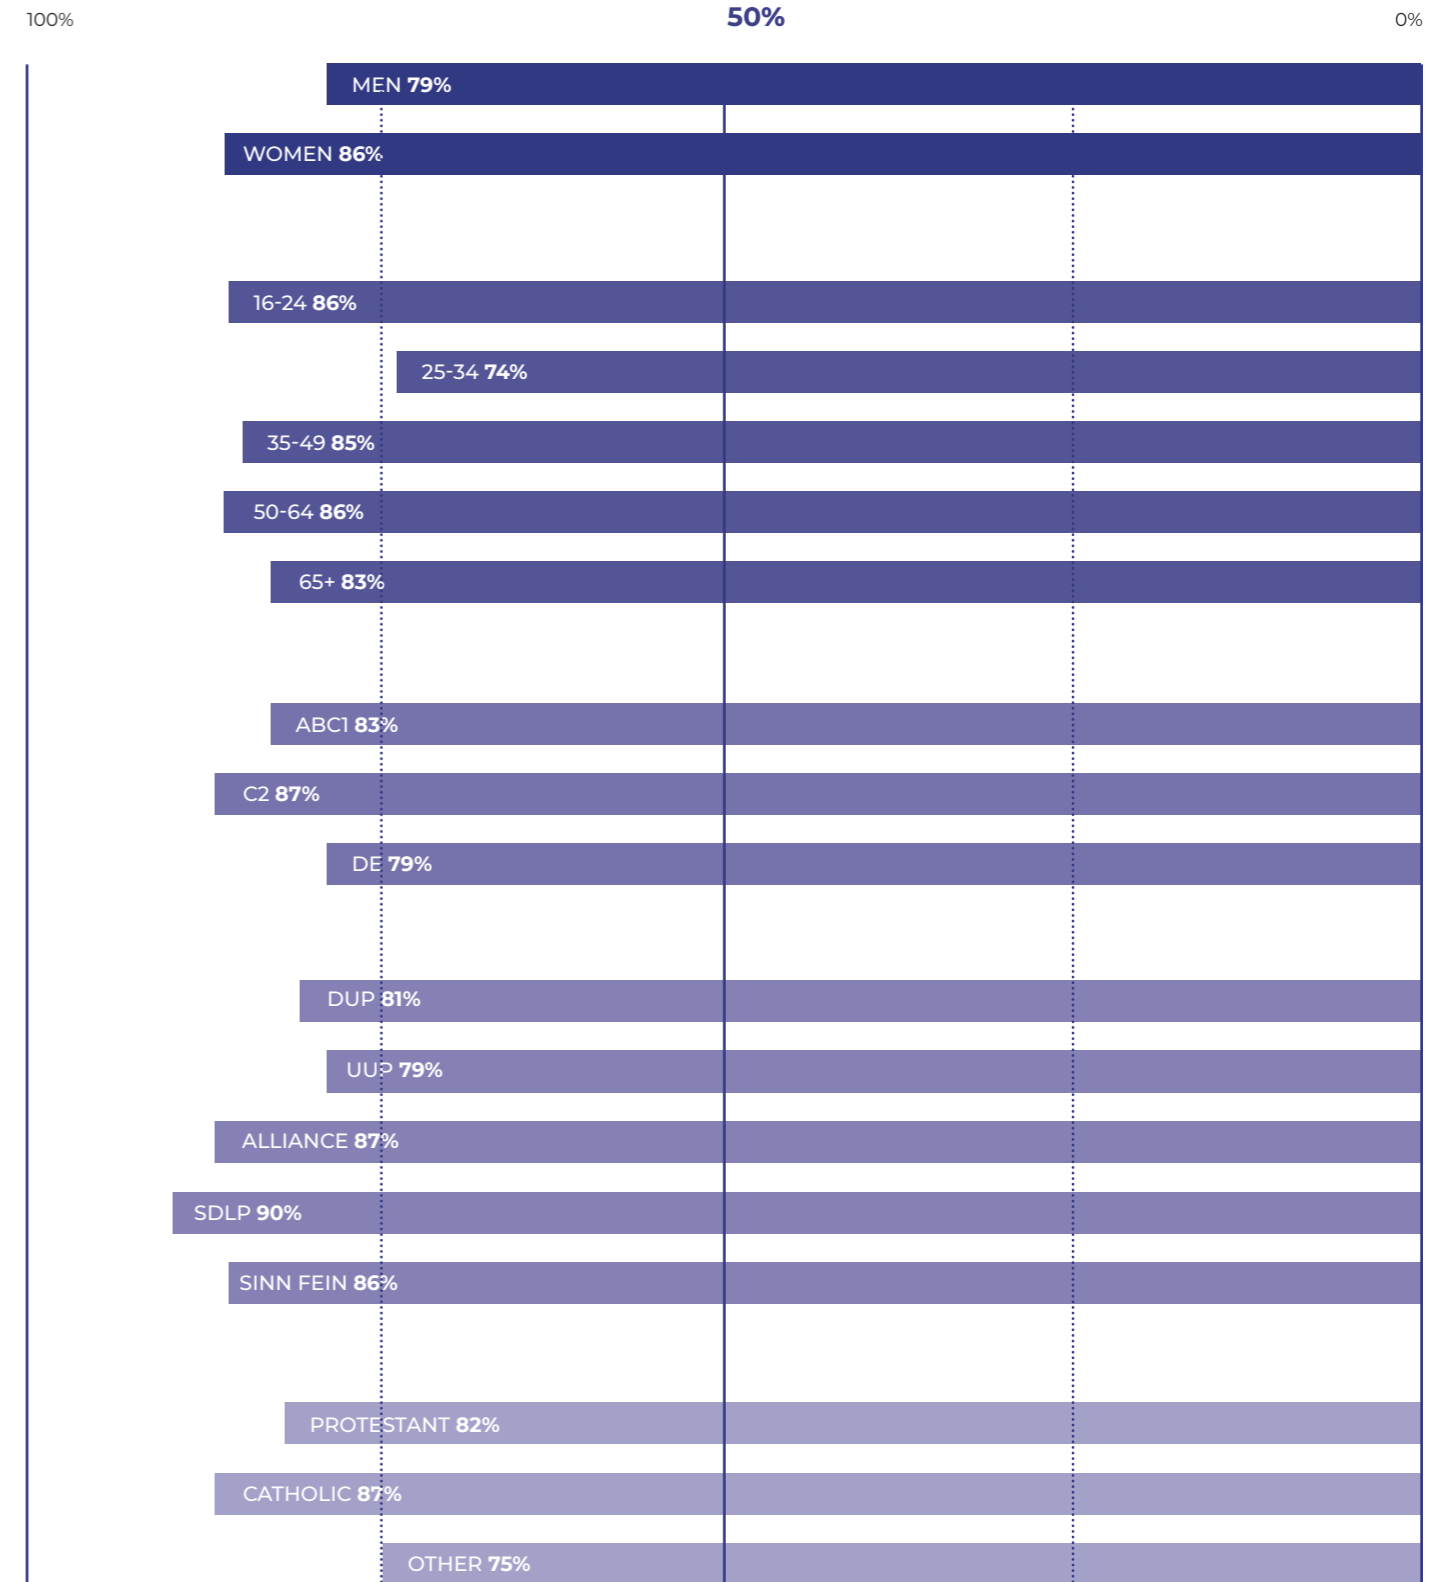 100% 50% 0%
MEN 79%
WOMEN 86%
16-24 86%
25-34 74%
35-49 85%
50-64 86%
65+ 83%
ABC1 83%
C2 87%
DE 79%
DUP 81%
UUP 79%
ALLIANCE 87%
SDLP 90%
SINN FEIN 86%
PROTESTANT 82%
CATHOLIC 87%
OTHER 75%